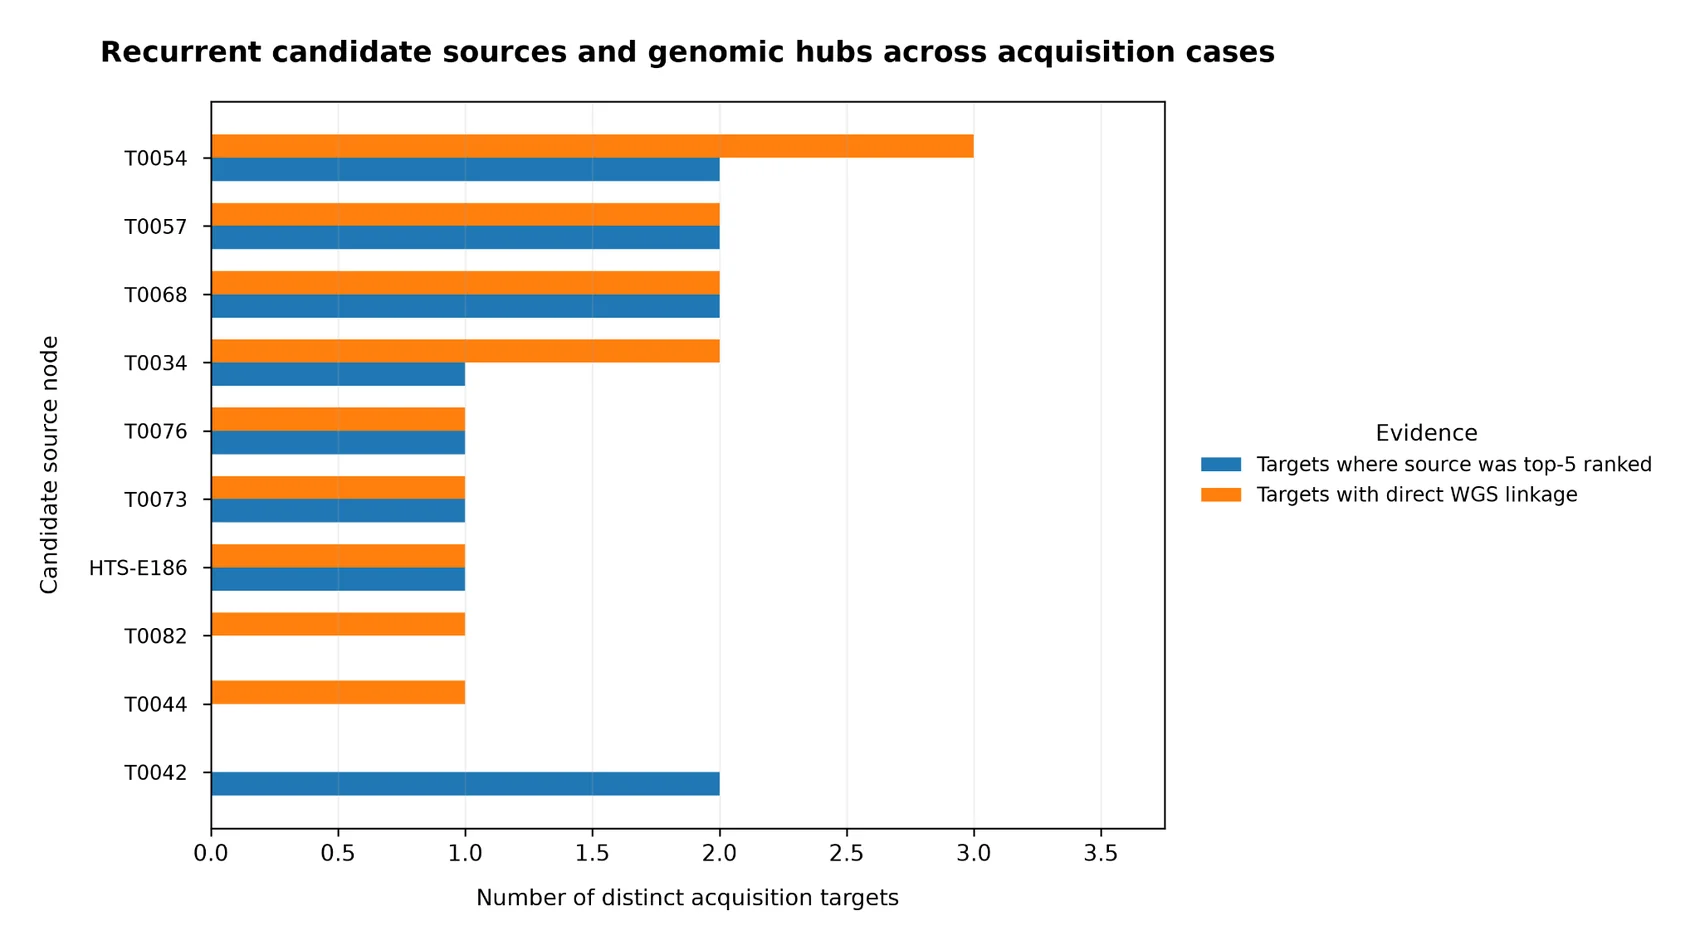 Recurrent candidate sources and genomic hubs across acquisition cases
Candidate source node
T0054
T0057
T0068
T0034
T0076
T0073
HTS-E186
T0082
T0044
T0042
0.0 0.5 1.0 1.5 2.0 2.5 3.0 3.5
Number of distinct acquisition targets
Evidence
Targets where source was top-5 ranked
Targets with direct WGS linkage